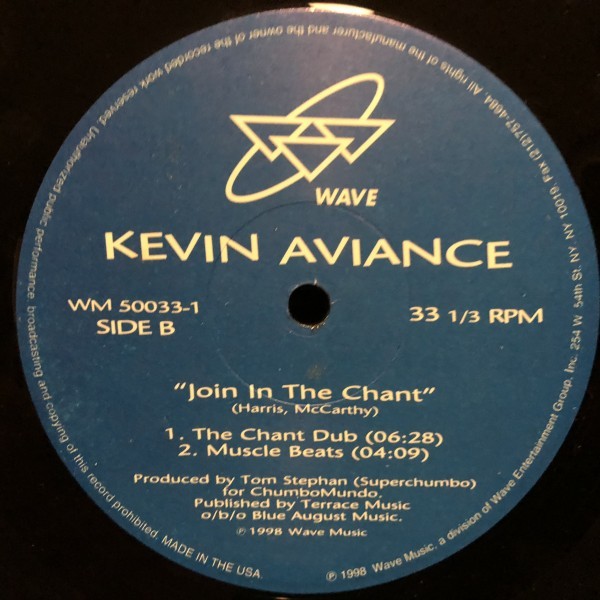 WAVE
KEVIN AVIANCE
WM 50033-1
SIDE B
33 1/3 RPM
"Join In The Chant"
(Harris, McCarthy)
1. The Chant Dub (06:28)
2. Muscle Beats (04:09)
Produced by Tom Stephan (Superchumbo)
for ChumboMundo.
Published by Terrace Music
o/b/o Blue August Music.
℗ 1998 Wave Music
℗ 1998 Wave Music, a division of Wave Entertainment Group, Inc. 254 W. 54th St. NY, NY 10019 Fax (212)757-4684. All rights of the manufacturer and the owner of the recorded work reserved. Unauthorized public performance, broadcasting and copying of this record prohibited. MADE IN THE USA.